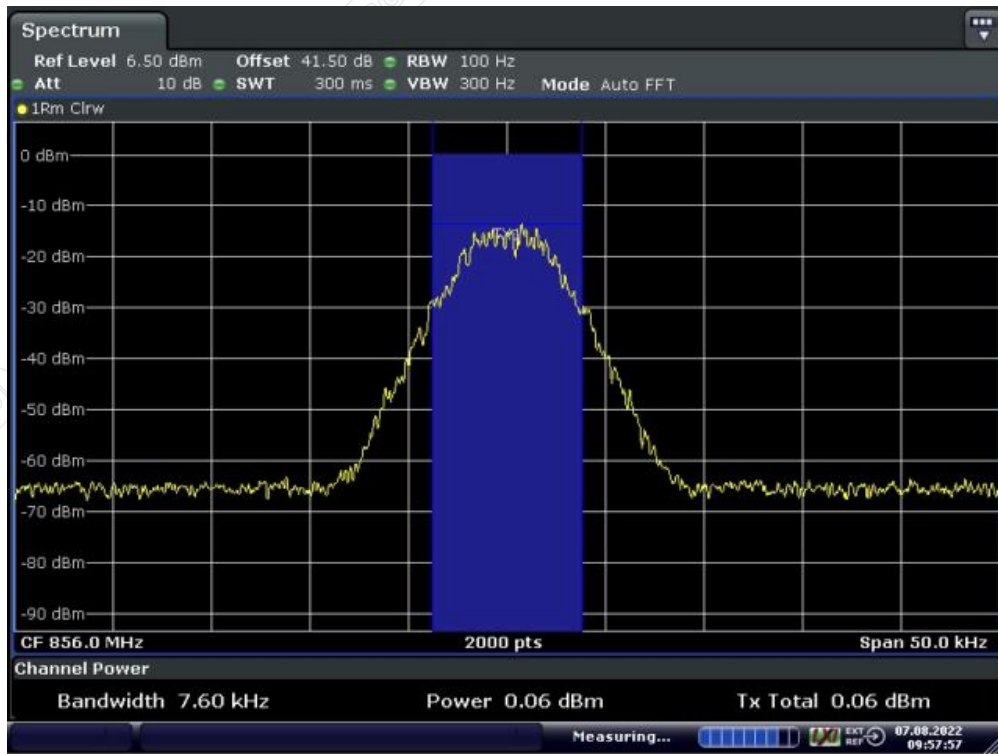 Spectrum
Ref Level 6.50 dBm Offset 41.50 dB RBW 100 Hz
Att 10 dB SWT 300 ms VBW 300 Hz Mode Auto FFT
1Rm Clrw
0 dBm
-10 dBm
-20 dBm
-30 dBm
-40 dBm
-50 dBm
-60 dBm
-70 dBm
-80 dBm
-90 dBm
CF 856.0 MHz 2000 pts Span 50.0 kHz
Channel Power
Bandwidth 7.60 kHz Power 0.06 dBm Tx Total 0.06 dBm
Measuring... EXT REF 07.08.2022
09:57:57